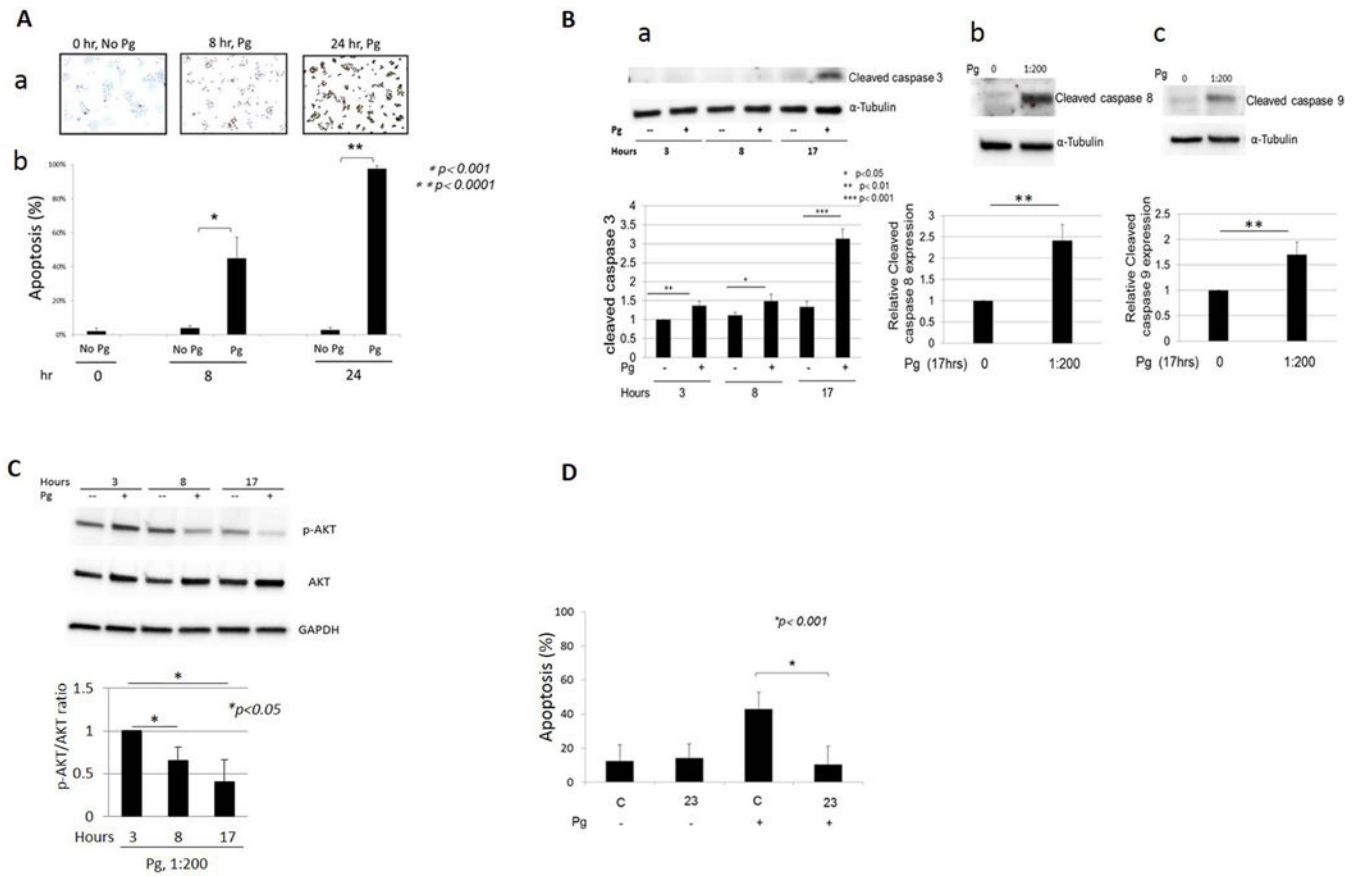 A
0 hr, No Pg 8 hr, Pg 24 hr, Pg
a
b
Apoptosis (%)
100%
80%
60%
40%
20%
0%
*
**
*p<0.001
**p<0.0001
No Pg No Pg Pg No Pg Pg
hr 0 8 24
B
a
Cleaved caspase 3
α-Tubulin
Pg -- + -- + -- +
Hours 3 8 17
* p<0.05
** p<0.01
*** p<0.001
cleaved caspase 3
4
3.5
3
2.5
2
1.5
1
0.5
0
** * ***
Pg - + - + - +
Hours 3 8 17
b
Pg 0 1:200
Cleaved caspase 8
α-Tubulin
**
Relative Cleaved
caspase 8 expression
3
2.5
2
1.5
1
0.5
0
Pg (17hrs) 0 1:200
c
Pg 0 1:200
Cleaved caspase 9
α-Tubulin
**
Relative Cleaved
caspase 9 expression
2.5
2
1.5
1
0.5
0
Pg (17hrs) 0 1:200
C
Hours 3 8 17
Pg -- + -- + -- +
p-AKT
AKT
GAPDH
p-AKT/AKT ratio
1.5
1
0.5
0
*
*
*p<0.05
Hours 3 8 17
Pg, 1:200
D
Apoptosis (%)
100
80
60
40
20
0
*p< 0.001
*
C 23 C 23
Pg - - + +